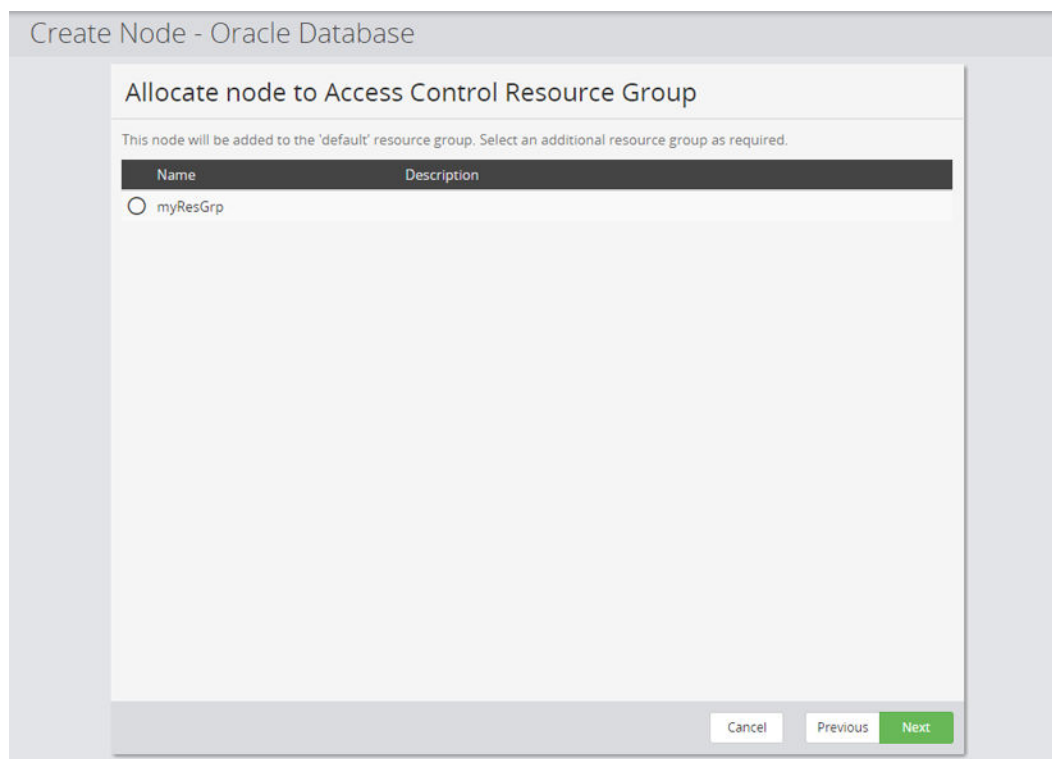 Create Node - Oracle Database
Allocate node to Access Control Resource Group
This node will be added to the 'default' resource group. Select an additional resource group as required.
Name Description
myResGrp
Cancel Previous Next